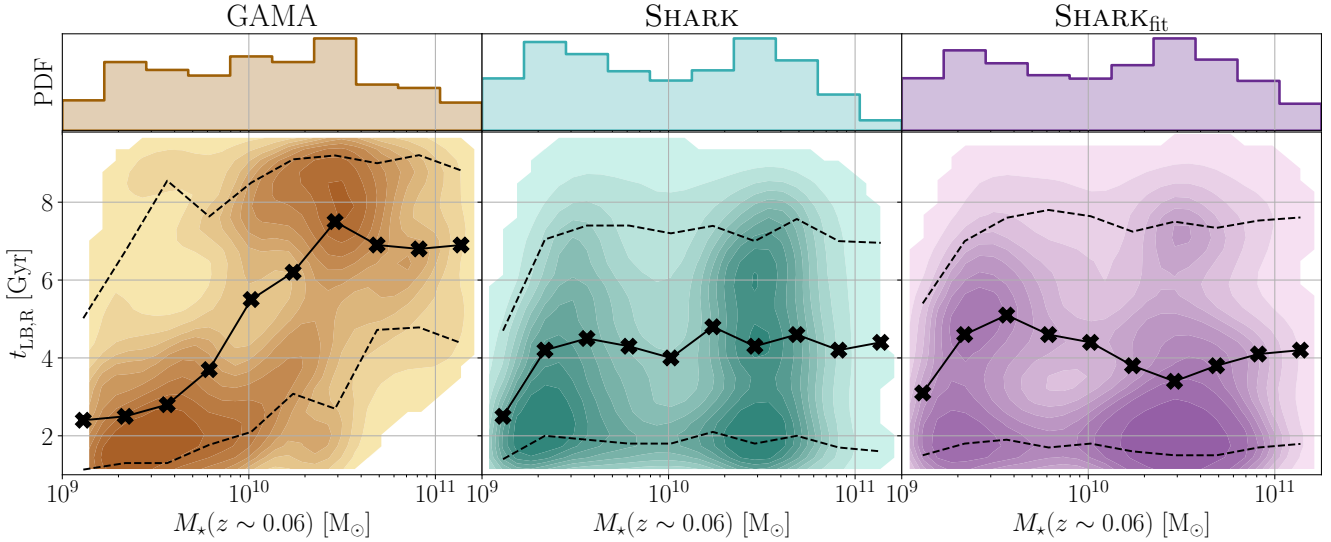 GAMA SHARK SHARKfit
PDF
8
6
4
2
t_LB,R [Gyr]
10^9 10^10 10^11 10^9 10^10 10^11 10^9 10^10 10^11
M⋆(z ∼ 0.06) [M⊙] M⋆(z ∼ 0.06) [M⊙] M⋆(z ∼ 0.06) [M⊙]